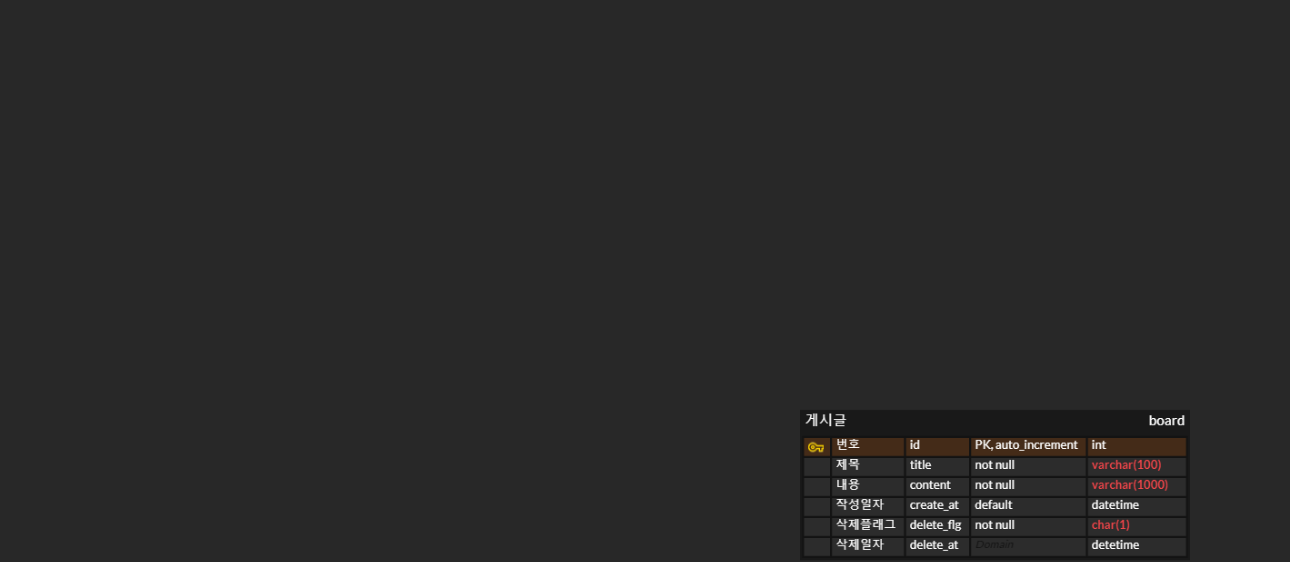 게시글 board
번호 id PK, auto_increment int
제목 title not null varchar(100)
내용 content not null varchar(1000)
작성일자 create_at default datetime
삭제플래그 delete_flg not null char(1)
삭제일자 delete_at Domain detetime